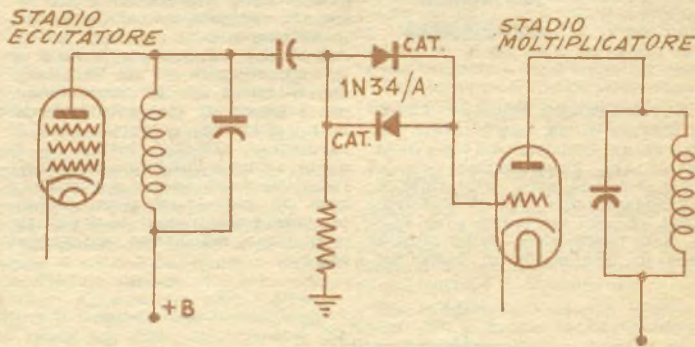 STADIO
ECCITATORE
CAT.
1N34/A
CAT.
STADIO
MOLTIPLICATORE
+B